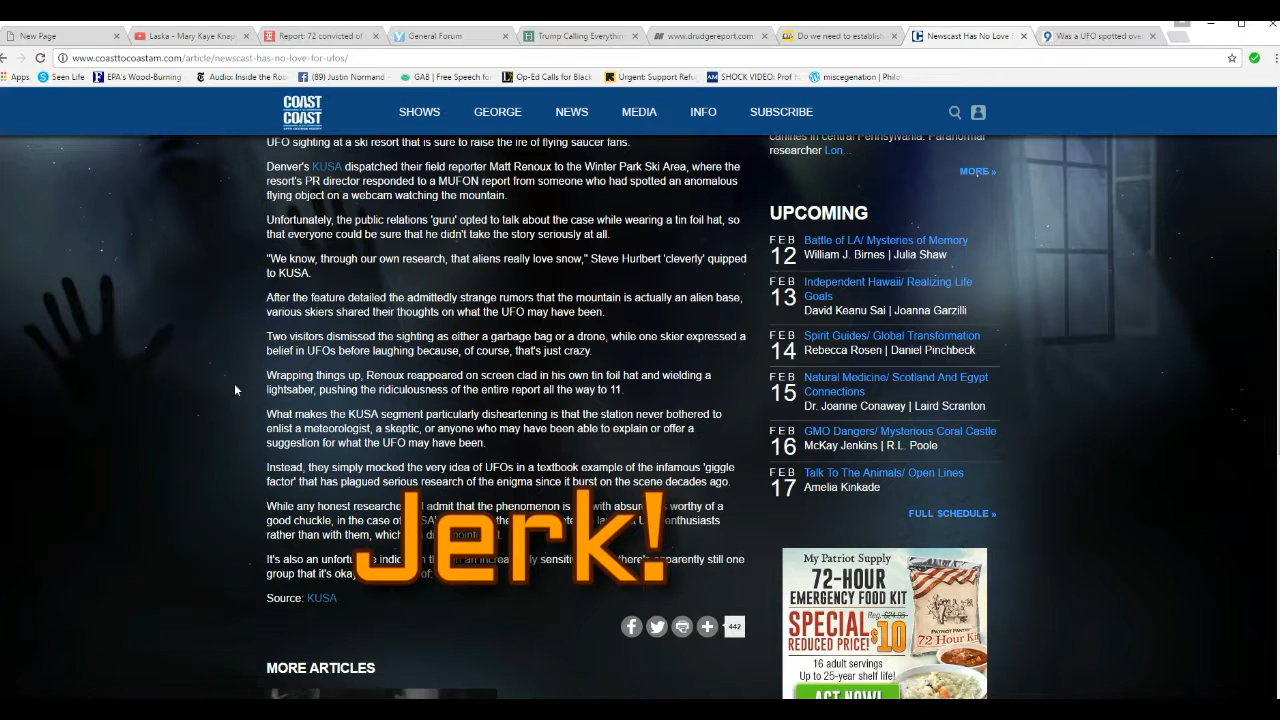 New Page
Laska - Mary Kaye Knap
Report: 72 convicted of
General Forum
Trump Calling Everythin
www.drudgereport.com
Do we need to establish
Newscast Has No Love F
Was a UFO spotted over
www.coasttocoastam.com/article/newscast-has-no-love-for-ufos/
Apps
Seen Life
EPA's Wood-Burning
Audio: Inside the Roo
(89) Justin Normand -
GAB | Free Speech fo
Op-Ed Calls for Black
Urgent: Support Refu
SHOCK VIDEO: Prof h
miscegenation | Philo
COAST TO COAST
SHOWS GEORGE NEWS MEDIA INFO SUBSCRIBE
UFO sighting at a ski resort that is sure to raise the ire of flying saucer fans.
Denver's KUSA dispatched their field reporter Matt Renoux to the Winter Park Ski Area, where the
resort's PR director responded to a MUFON report from someone who had spotted an anomalous
flying object on a webcam watching the mountain.
Unfortunately, the public relations 'guru' opted to talk about the case while wearing a tin foil hat, so
that everyone could be sure that he didn't take the story seriously at all.
"We know, through our own research, that aliens really love snow," Steve Hurlbert 'cleverly' quipped
to KUSA.
After the feature detailed the admittedly strange rumors that the mountain is actually an alien base,
various skiers shared their thoughts on what the UFO may have been.
Two visitors dismissed the sighting as either a garbage bag or a drone, while one skier expressed a
belief in UFOs before laughing because, of course, that's just crazy.
Wrapping things up, Renoux reappeared on screen clad in his own tin foil hat and wielding a
lightsaber, pushing the ridiculousness of the entire report all the way to 11.
What makes the KUSA segment particularly disheartening is that the station never bothered to
enlist a meteorologist, a skeptic, or anyone who may have been able to explain or offer a
suggestion for what the UFO may have been.
Instead, they simply mocked the very idea of UFOs in a textbook example of the infamous 'giggle
factor' that has plagued serious research of the enigma since it burst on the scene decades ago.
While any honest researche admit that the phenomenon is with absur worthy of a
good chuckle, in the case of the enthusiasts
rather than with them, which
It's also an unfortu indic an increa sensiti there's apparently still one
group that it's oka of:
Jerk!
Source: KUSA
442
MORE ARTICLES
canines in central Pennsylvania. Paranormal
researcher Lon...
MORE »
UPCOMING
FEB 12
Battle of LA/ Mysteries of Memory
William J. Birnes | Julia Shaw
FEB 13
Independent Hawaii/ Realizing Life
Goals
David Keanu Sai | Joanna Garzilli
FEB 14
Spirit Guides/ Global Transformation
Rebecca Rosen | Daniel Pinchbeck
FEB 15
Natural Medicine/ Scotland And Egypt
Connections
Dr. Joanne Conaway | Laird Scranton
FEB 16
GMO Dangers/ Mysterious Coral Castle
McKay Jenkins | R.L. Poole
FEB 17
Talk To The Animals/ Open Lines
Amelia Kinkade
FULL SCHEDULE »
My Patriot Supply
72-HOUR
EMERGENCY FOOD KIT
SPECIAL Reg. $24.95
REDUCED PRICE! $10
PATRIOT PANTRY
72 Hour Kit
16 adult servings
Up to 25-year shelf life!
ACT NOW!